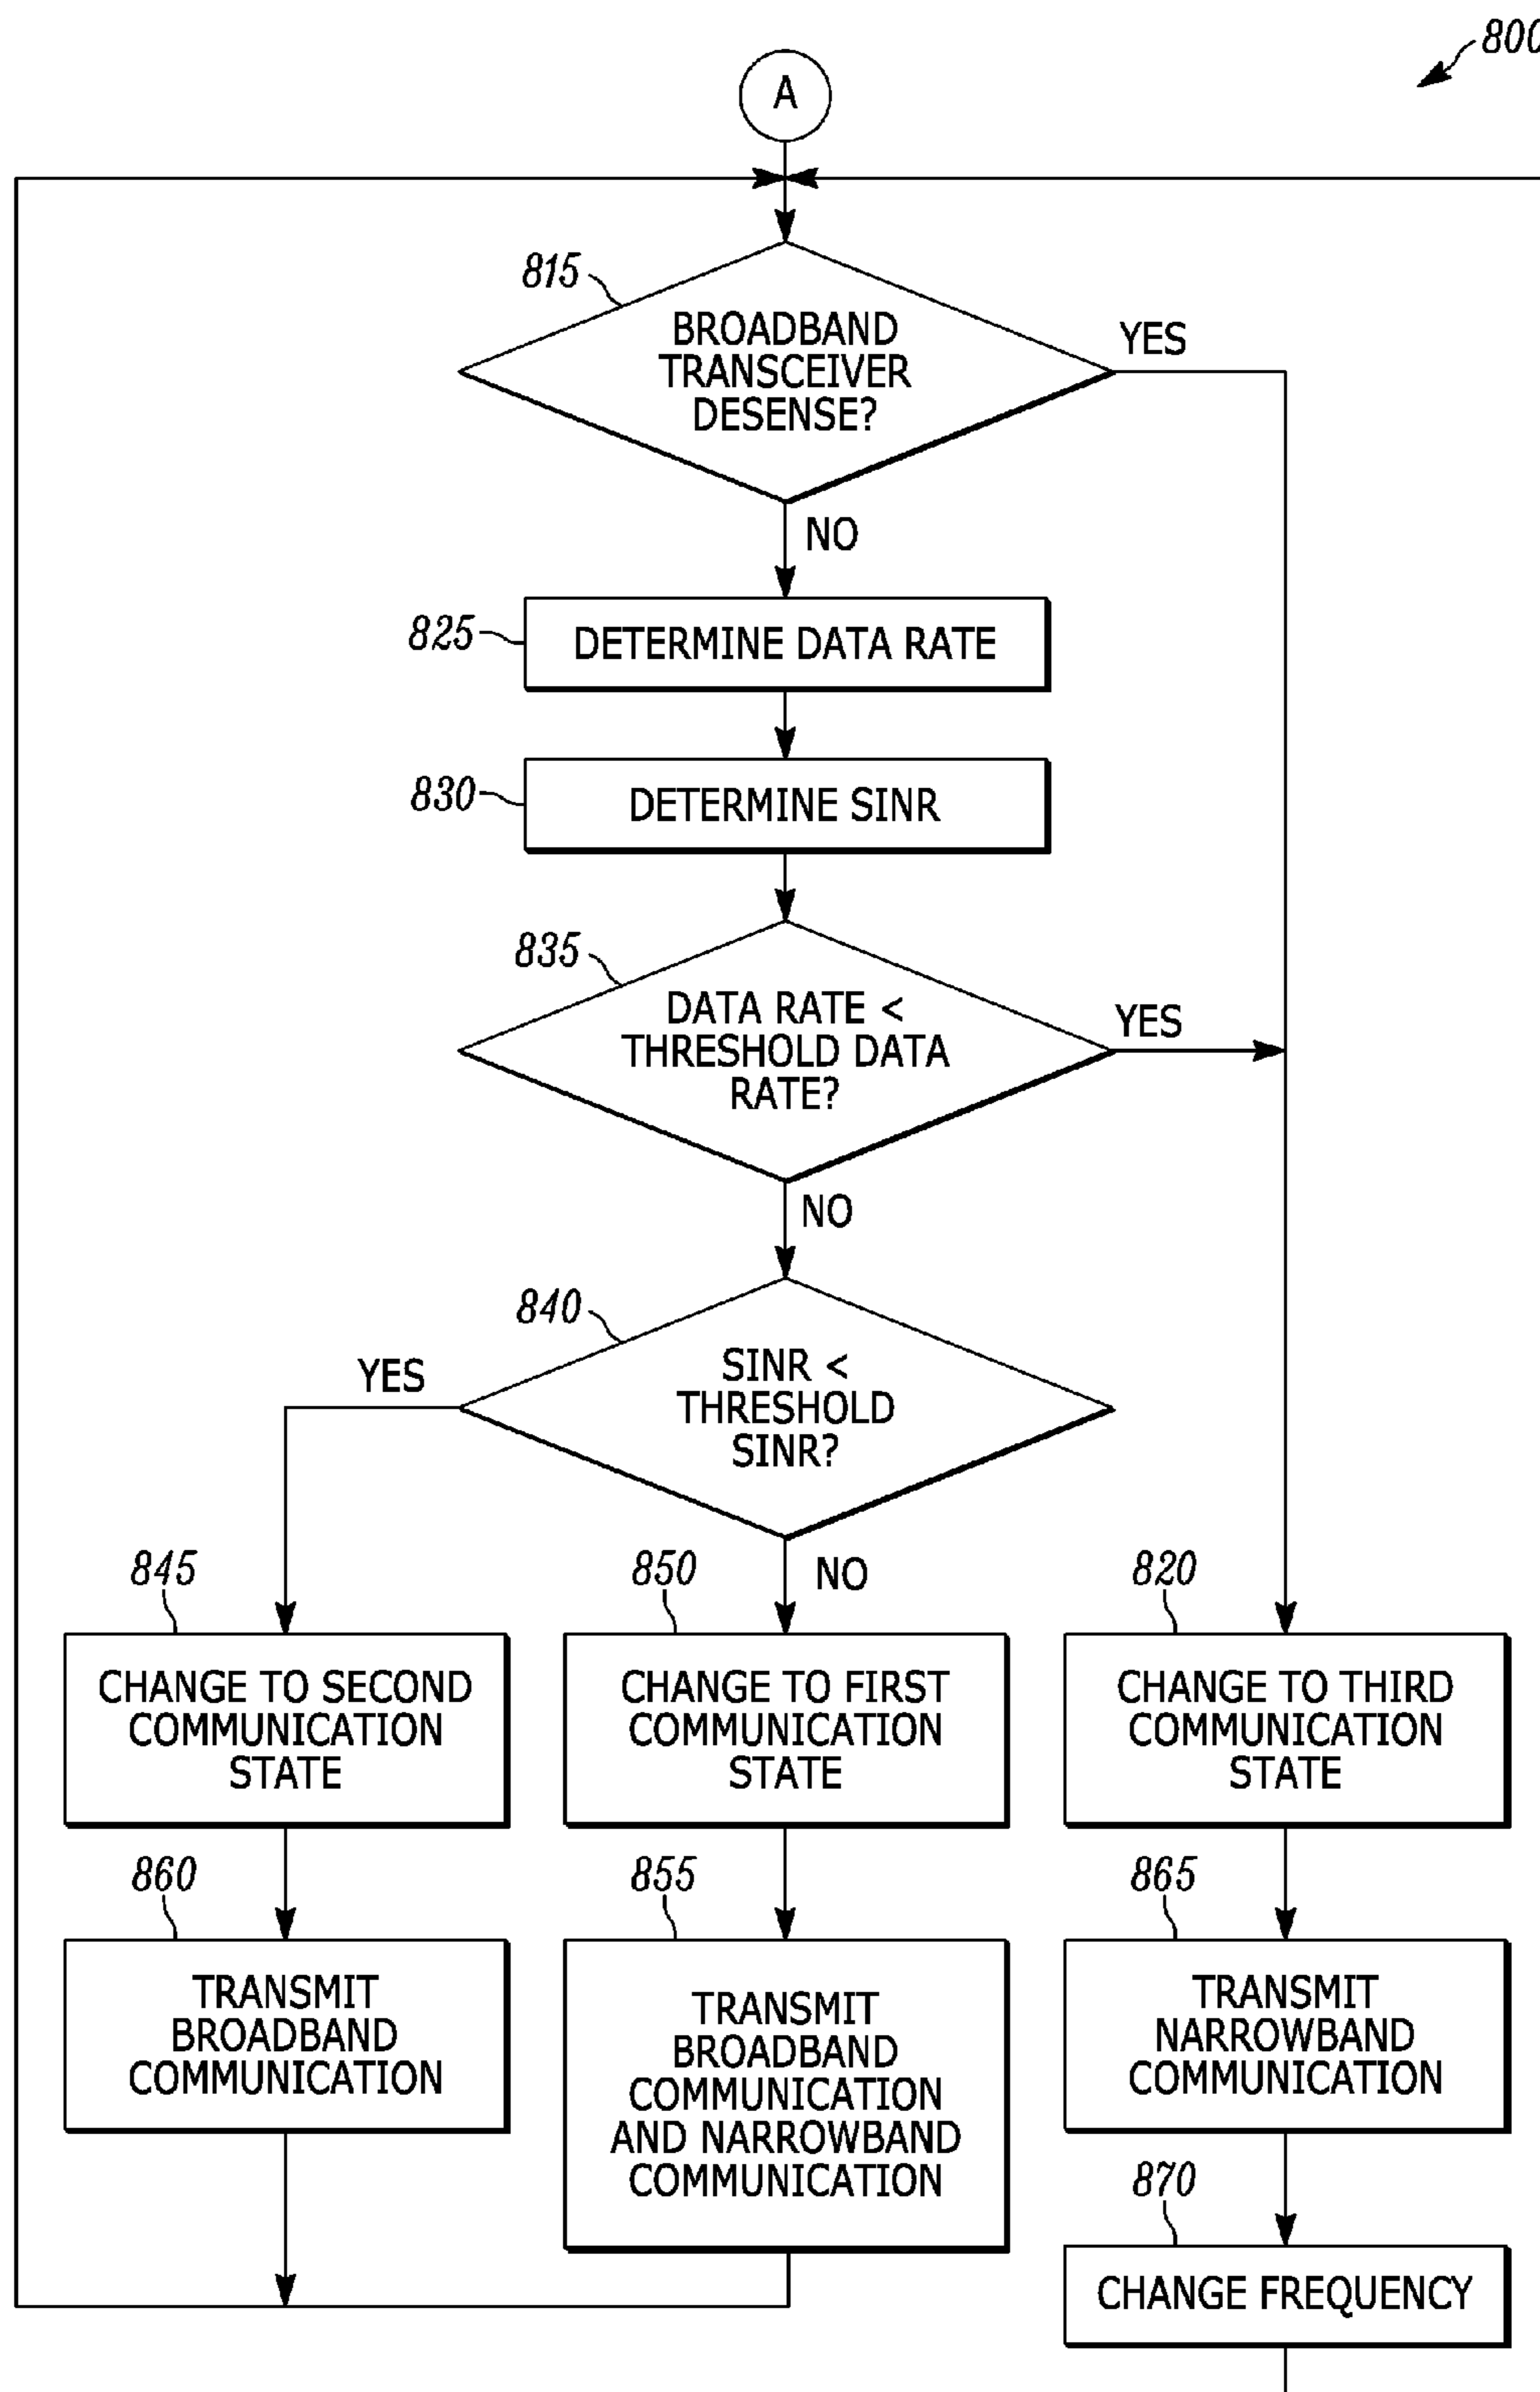 800
A
815
BROADBAND
TRANSCEIVER
DESENSE?
YES
NO
825
DETERMINE DATA RATE
830
DETERMINE SINR
835
DATA RATE <
THRESHOLD DATA
RATE?
YES
NO
840
SINR <
THRESHOLD
SINR?
YES
NO
845
CHANGE TO SECOND
COMMUNICATION
STATE
850
CHANGE TO FIRST
COMMUNICATION
STATE
820
CHANGE TO THIRD
COMMUNICATION
STATE
860
TRANSMIT
BROADBAND
COMMUNICATION
855
TRANSMIT
BROADBAND
COMMUNICATION
AND NARROWBAND
COMMUNICATION
865
TRANSMIT
NARROWBAND
COMMUNICATION
870
CHANGE FREQUENCY